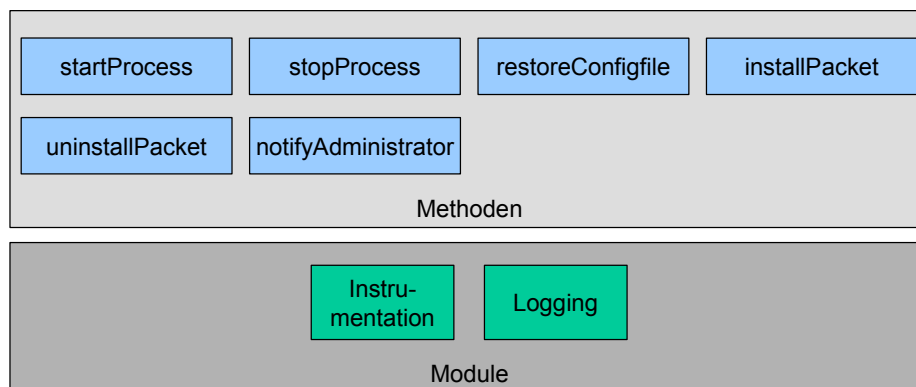 startProcess
stopProcess
restoreConfigfile
installPacket
uninstallPacket
notifyAdministrator
Methoden
Instru-
mentation
Logging
Module